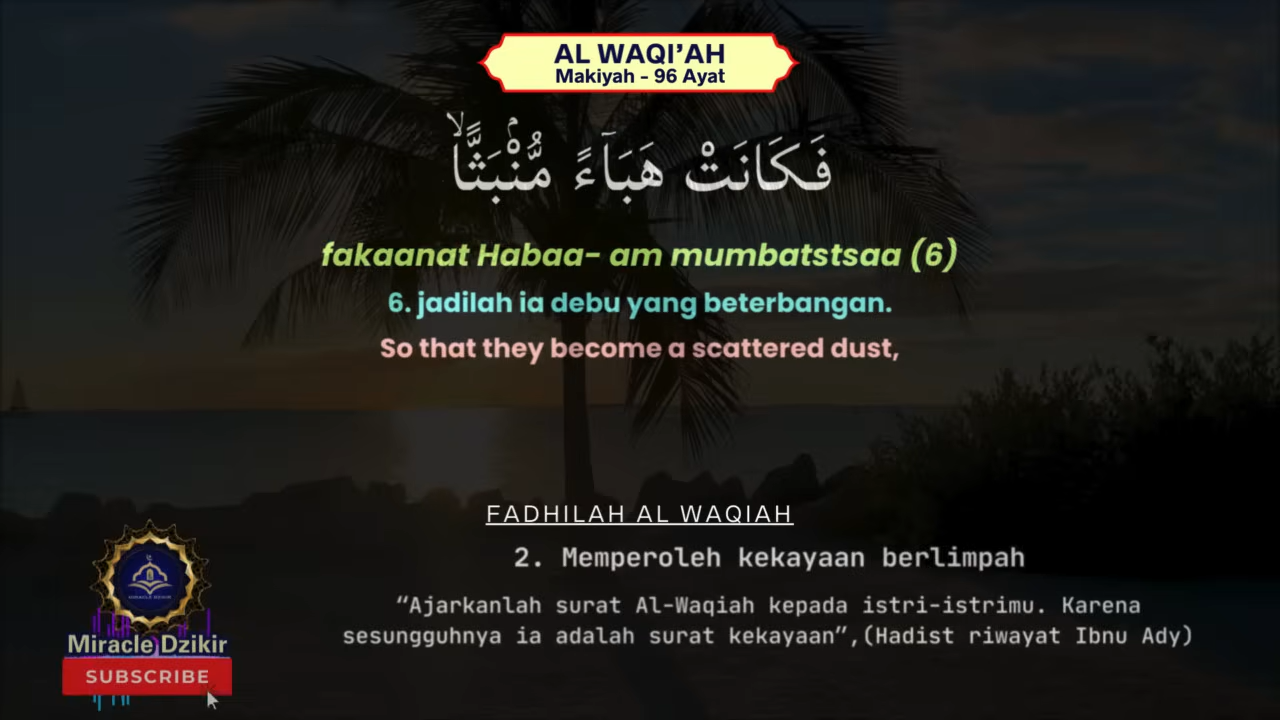 AL WAQI’AH
Makiyah - 96 Ayat
فَكَانَتْ هَبَاۤءً مُّنْۢبَثًّاۙ
fakaanat Habaa- am mumbatstsaa (6)
6. jadilah ia debu yang beterbangan.
So that they become a scattered dust,
FADHILAH AL WAQIAH
2. Memperoleh kekayaan berlimpah
“Ajarkanlah surat Al-Waqiah kepada istri-istrimu. Karena
sesungguhnya ia adalah surat kekayaan”,(Hadist riwayat Ibnu Ady)
MIRACLE DZIKIR
Miracle Dzikir
SUBSCRIBE